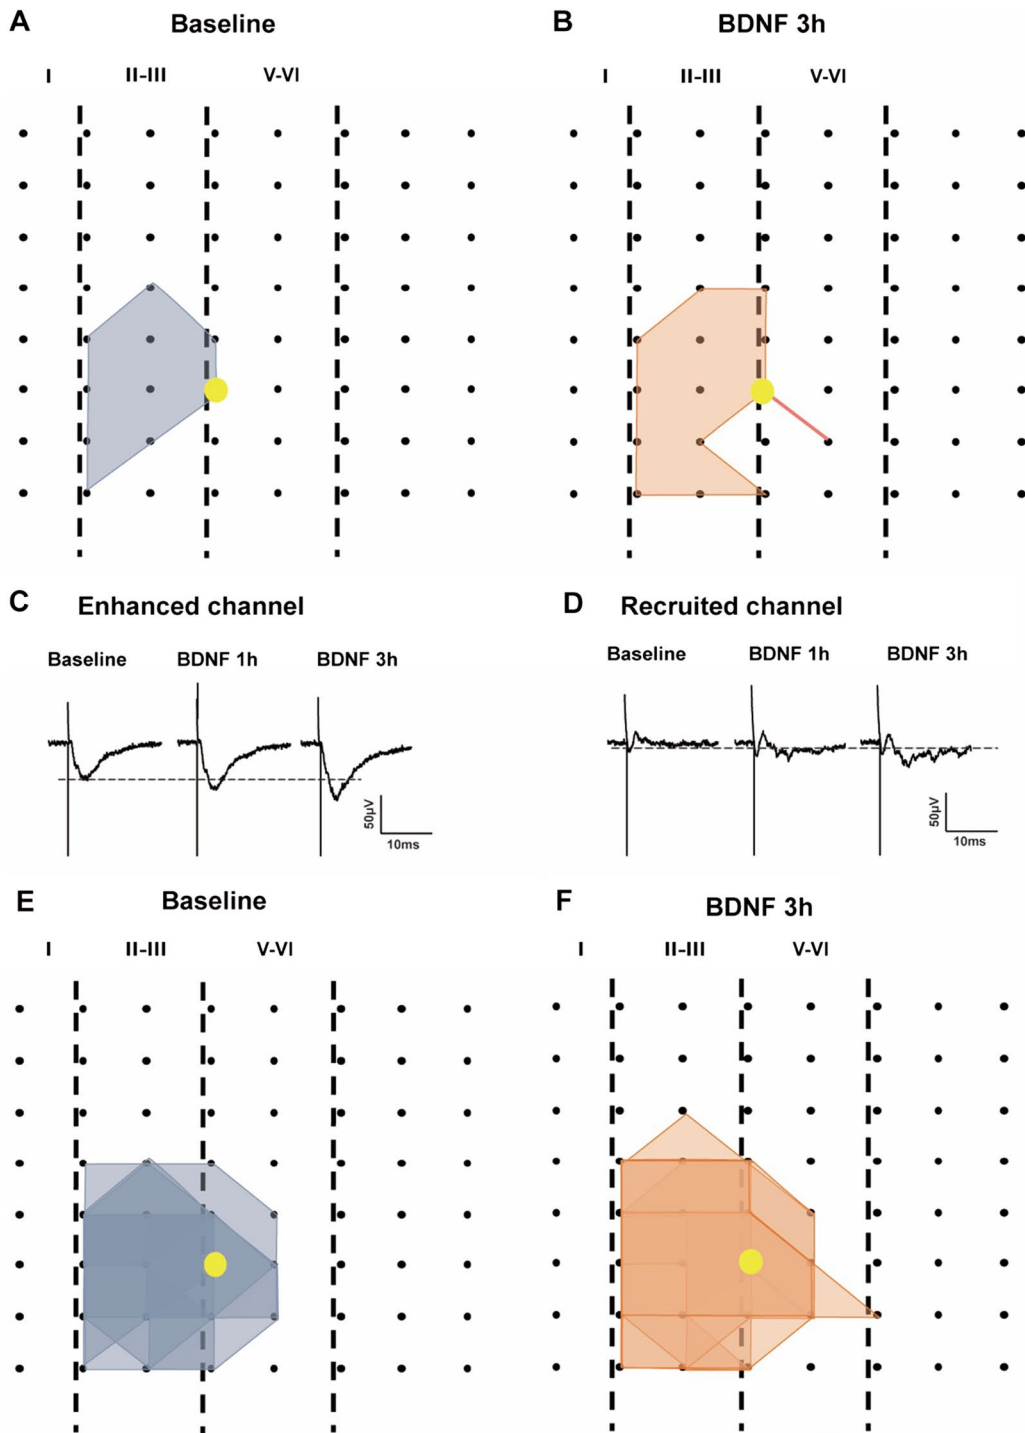 A Baseline
I II-III V-VI
B BDNF 3h
I II-III V-VI
C Enhanced channel
Baseline BDNF 1h BDNF 3h
50µV
10ms
D Recruited channel
Baseline BDNF 1h BDNF 3h
50µV
10ms
E Baseline
I II-III V-VI
F BDNF 3h
I II-III V-VI